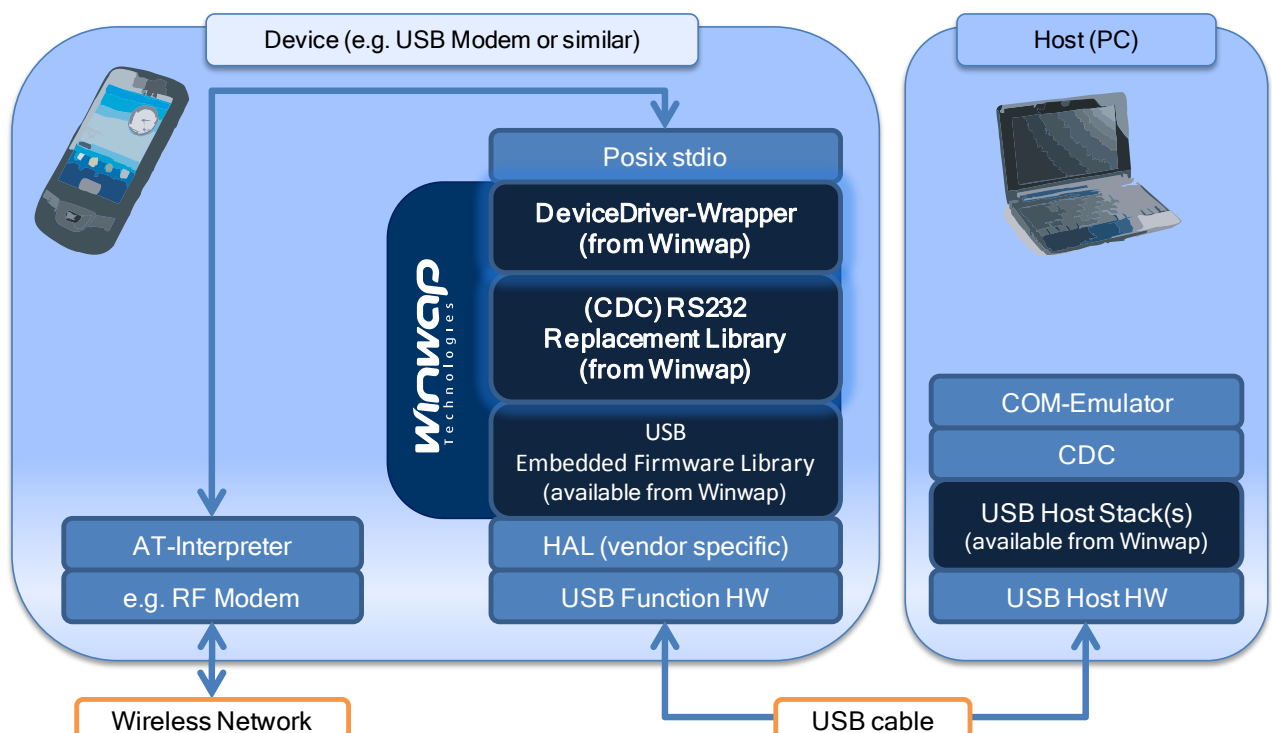 Device (e.g. USB Modem or similar)
Host (PC)
Posix stdio
DeviceDriver-Wrapper
(from Winwap)
(CDC) RS232
Replacement Library
(from Winwap)
USB
Embedded Firmware Library
(available from Winwap)
HAL (vendor specific)
USB Function HW
winwap
Technologies
AT-Interpreter
e.g. RF Modem
COM-Emulator
CDC
USB Host Stack(s)
(available from Winwap)
USB Host HW
Wireless Network
USB cable